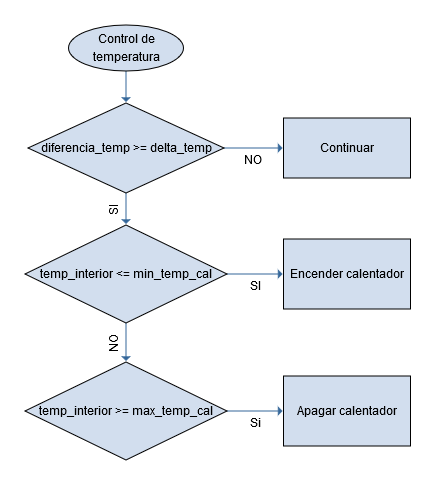 Control de
temperatura
diferencia_temp >= delta_temp
NO
Continuar
SI
temp_interior <= min_temp_cal
SI
Encender calentador
NO
temp_interior >= max_temp_cal
Si
Apagar calentador